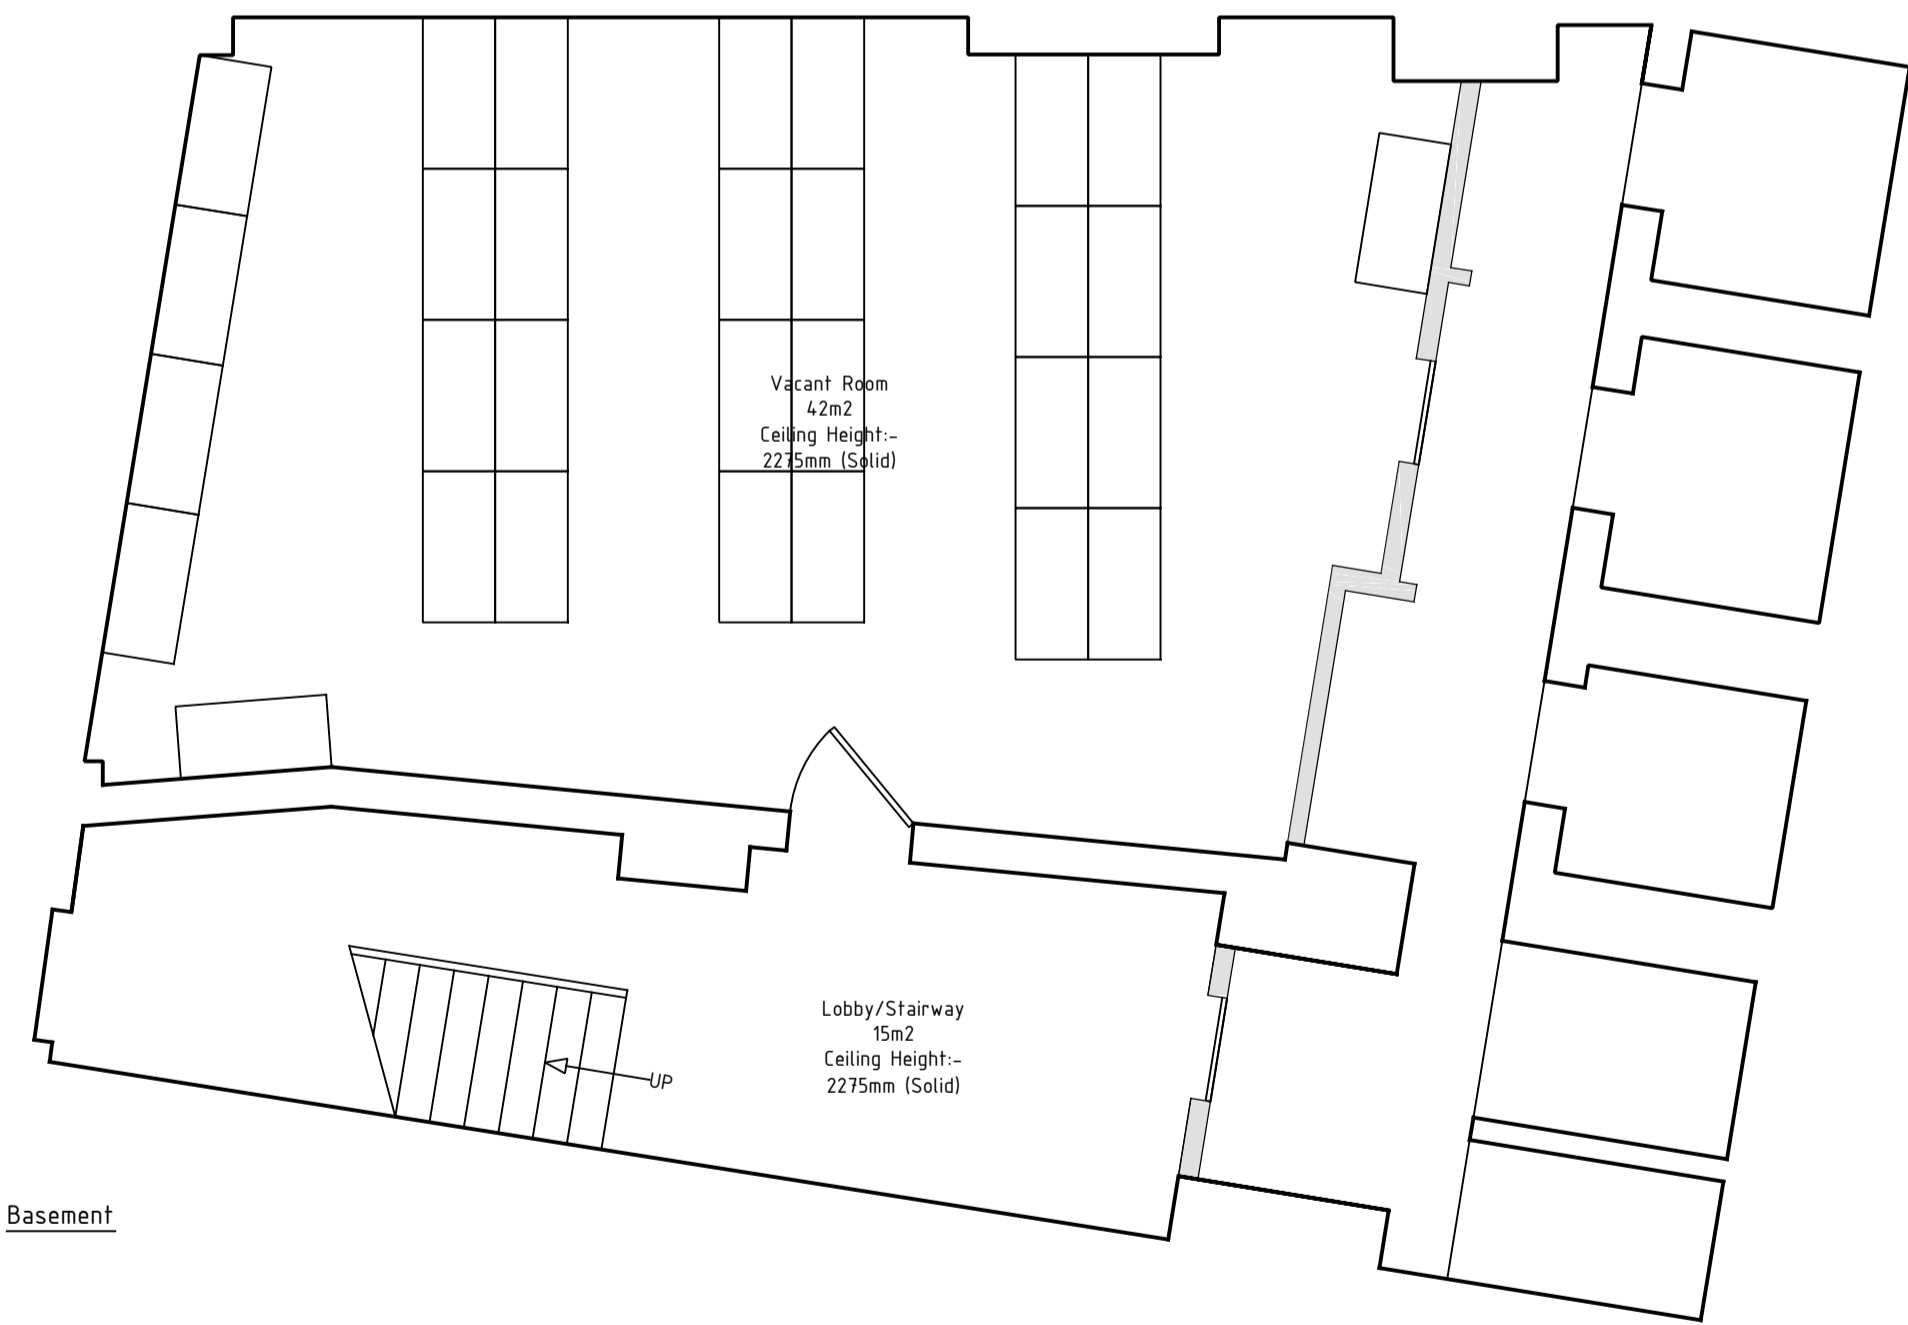 Vacant Room
42m2
Ceiling Height:-
2275mm (Solid)
Lobby/Stairway
15m2
Ceiling Height:-
2275mm (Solid)
UP
Basement